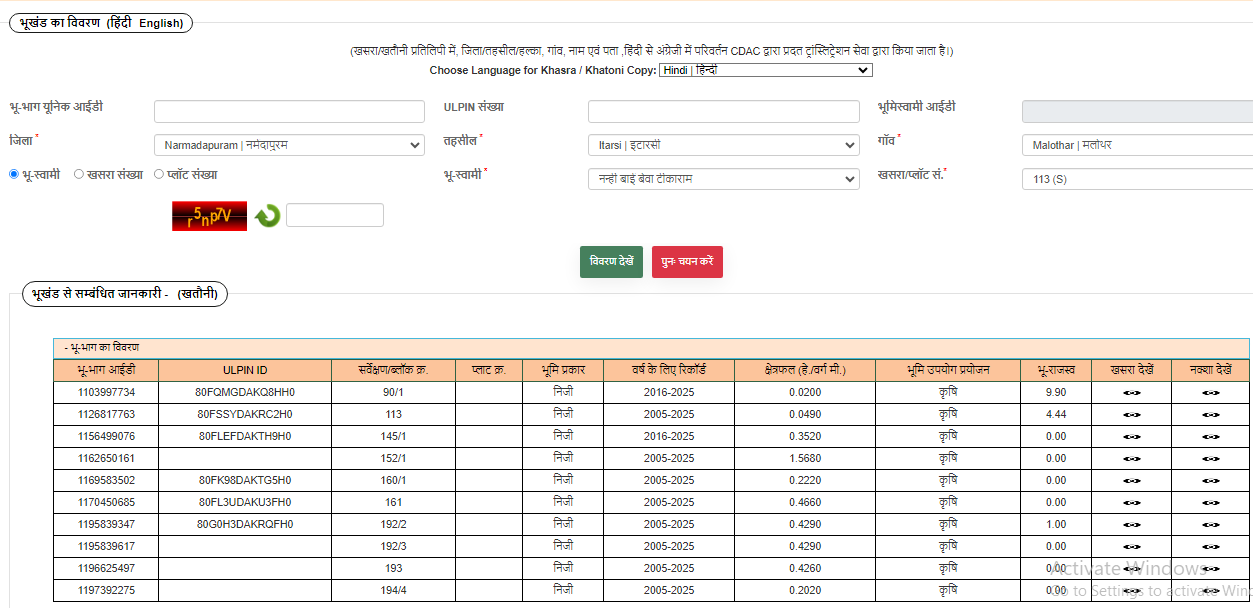 भूखंड का विवरण (हिंदी English)
(खसरा/खतौनी प्रतिलिपी में, जिला/तहसील/हल्का, गांव, नाम एवं पता ,हिंदी से अंग्रेजी में परिवर्तन CDAC द्वारा प्रदत ट्रांस्लिट्रेशन सेवा द्वारा किया जाता है।)
Choose Language for Khasra / Khatoni Copy: Hindi | हिन्दी
भू-भाग यूनिक आईडी ULPIN संख्या भूमिस्वामी आईडी
जिला * Narmadapuram | नर्मदापुरम तहसील * Itarsi | इटारसी गाँव * Malothar | मलोथर
भू-स्वामी खसरा संख्या प्लॉट संख्या भू-स्वामी * नन्ही बाई बेवा टीकाराम खसरा/प्लॉट सं.* 113 (S)
r5np7V
विवरण देखें पुनः चयन करें
भूखंड से सम्बंधित जानकारी - (खतौनी)
- भू-भाग का विवरण
भू-भाग आईडी ULPIN ID सर्वेक्षण/ब्लॉक क्र. प्लाट क्र. भूमि प्रकार वर्ष के लिए रिकॉर्ड क्षेत्रफल (हे./वर्ग मी.) भूमि उपयोग प्रयोजन भू-राजस्व खसरा देखें नक्शा देखें
1103997734 80FQMGDAKQ8HH0 90/1 निजी 2016-2025 0.0200 कृषि 9.90
1126817763 80FSSYDAKRC2H0 113 निजी 2005-2025 0.0490 कृषि 4.44
1156499076 80FLEFDAKTH9H0 145/1 निजी 2016-2025 0.3520 कृषि 0.00
1162650161 152/1 निजी 2005-2025 1.5680 कृषि 0.00
1169583502 80FK98DAKTG5H0 160/1 निजी 2005-2025 0.2220 कृषि 0.00
1170450685 80FL3UDAKU3FH0 161 निजी 2005-2025 0.4660 कृषि 0.00
1195839347 80G0H3DAKRQFH0 192/2 निजी 2005-2025 0.4290 कृषि 1.00
1195839617 192/3 निजी 2005-2025 0.4290 कृषि 0.00
1196625497 193 निजी 2005-2025 0.4260 कृषि 0.00
Activate Windows
1197392275 194/4 निजी 2005-2025 0.2020 कृषि 0.00
Go to Settings to activate Win